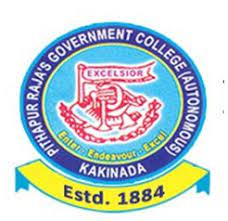 PITHAPUR RAJA'S GOVERNMENT COLLEGE (AUTONOMOUS)
EXCELSIOR
Enter.. Endeavour.. Excel
KAKINADA
Estd. 1884